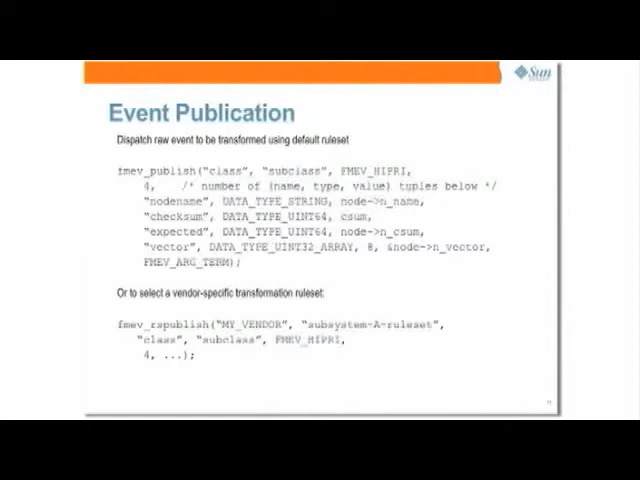 Sun
Event Publication
Dispatch raw event to be transformed using default ruleset
fmev_publish("class", "subclass", FMEV_HIPRI,
4, /* number of (name, type, value) tuples below */
"nodename", DATA_TYPE_STRING, node->n_name,
"checksum", DATA_TYPE_UINT64, csum,
"expected", DATA_TYPE_UINT64, node->n_csum,
"vector", DATA_TYPE_UINT32_ARRAY, 8, &node->n_vector,
FMEV_ARG_TERM);
Or to select a vendor-specific transformation ruleset:
fmev_rspublish("MY_VENDOR", "subsystem-A-ruleset",
"class", "subclass", FMEV_HIPRI,
4, ...);